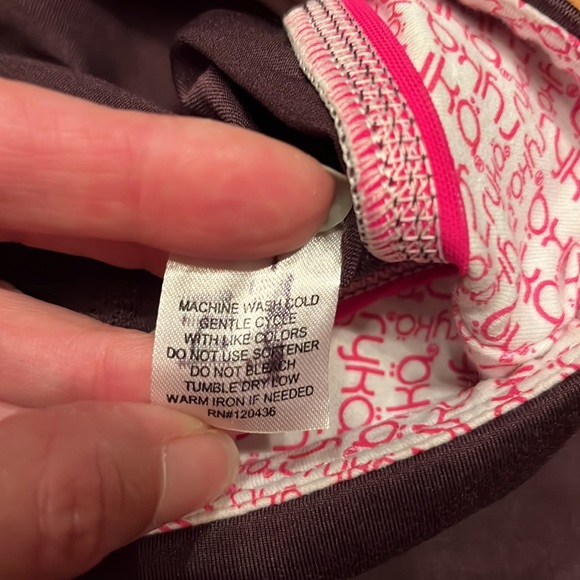 MACHINE WASH COLD
GENTLE CYCLE
WITH LIKE COLORS
DO NOT USE SOFTENER
DO NOT BLEACH
TUMBLE DRY LOW
WARM IRON IF NEEDED
RN#120436
rykä